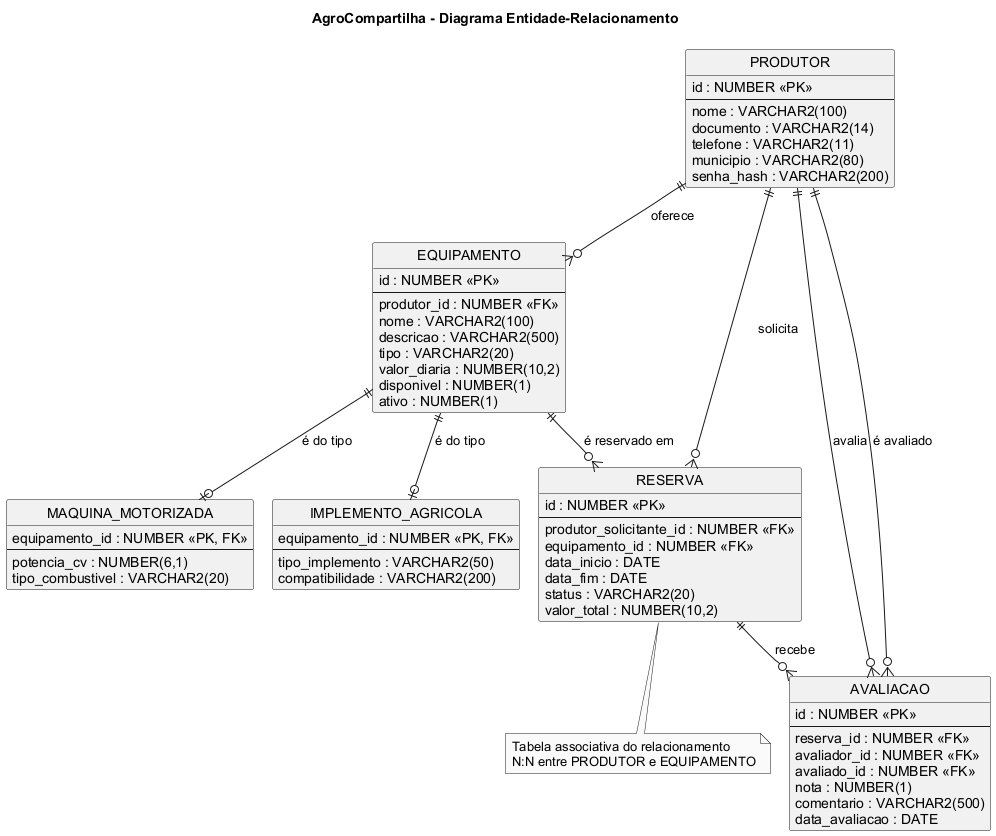 AgroCompartilha - Diagrama Entidade-Relacionamento
PRODUTOR
id : NUMBER «PK»
nome : VARCHAR2(100)
documento : VARCHAR2(14)
telefone : VARCHAR2(11)
municipio : VARCHAR2(80)
senha_hash : VARCHAR2(200)
oferece
EQUIPAMENTO
id : NUMBER «PK»
produtor_id : NUMBER «FK»
nome : VARCHAR2(100)
descricao : VARCHAR2(500)
tipo : VARCHAR2(20)
valor_diaria : NUMBER(10,2)
disponivel : NUMBER(1)
ativo : NUMBER(1)
solicita
é do tipo
é do tipo
é reservado em
avalia
é avaliado
MAQUINA_MOTORIZADA
equipamento_id : NUMBER «PK, FK»
potencia_cv : NUMBER(6,1)
tipo_combustivel : VARCHAR2(20)
IMPLEMENTO_AGRICOLA
equipamento_id : NUMBER «PK, FK»
tipo_implemento : VARCHAR2(50)
compatibilidade : VARCHAR2(200)
RESERVA
id : NUMBER «PK»
produtor_solicitante_id : NUMBER «FK»
equipamento_id : NUMBER «FK»
data_inicio : DATE
data_fim : DATE
status : VARCHAR2(20)
valor_total : NUMBER(10,2)
recebe
Tabela associativa do relacionamento
N:N entre PRODUTOR e EQUIPAMENTO
AVALIACAO
id : NUMBER «PK»
reserva_id : NUMBER «FK»
avaliador_id : NUMBER «FK»
avaliado_id : NUMBER «FK»
nota : NUMBER(1)
comentario : VARCHAR2(500)
data_avaliacao : DATE